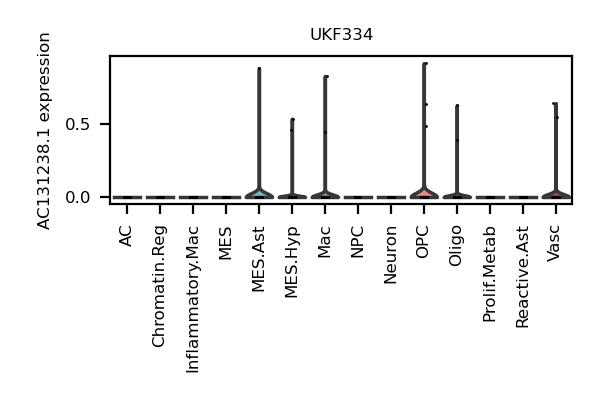 UKF334
AC131238.1 expression
0.5
0.0
AC
Chromatin.Reg
Inflammatory.Mac
MES
MES.Ast
MES.Hyp
Mac
NPC
Neuron
OPC
Oligo
Prolif.Metab
Reactive.Ast
Vasc